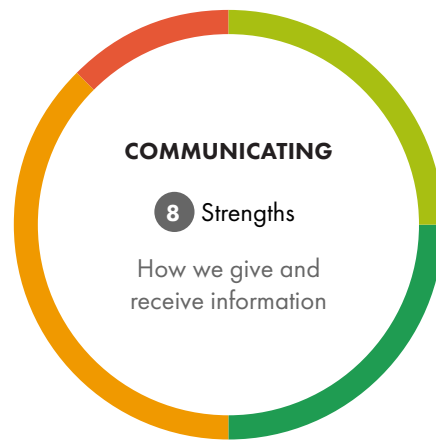 COMMUNICATING
8 Strengths
How we give and
receive information